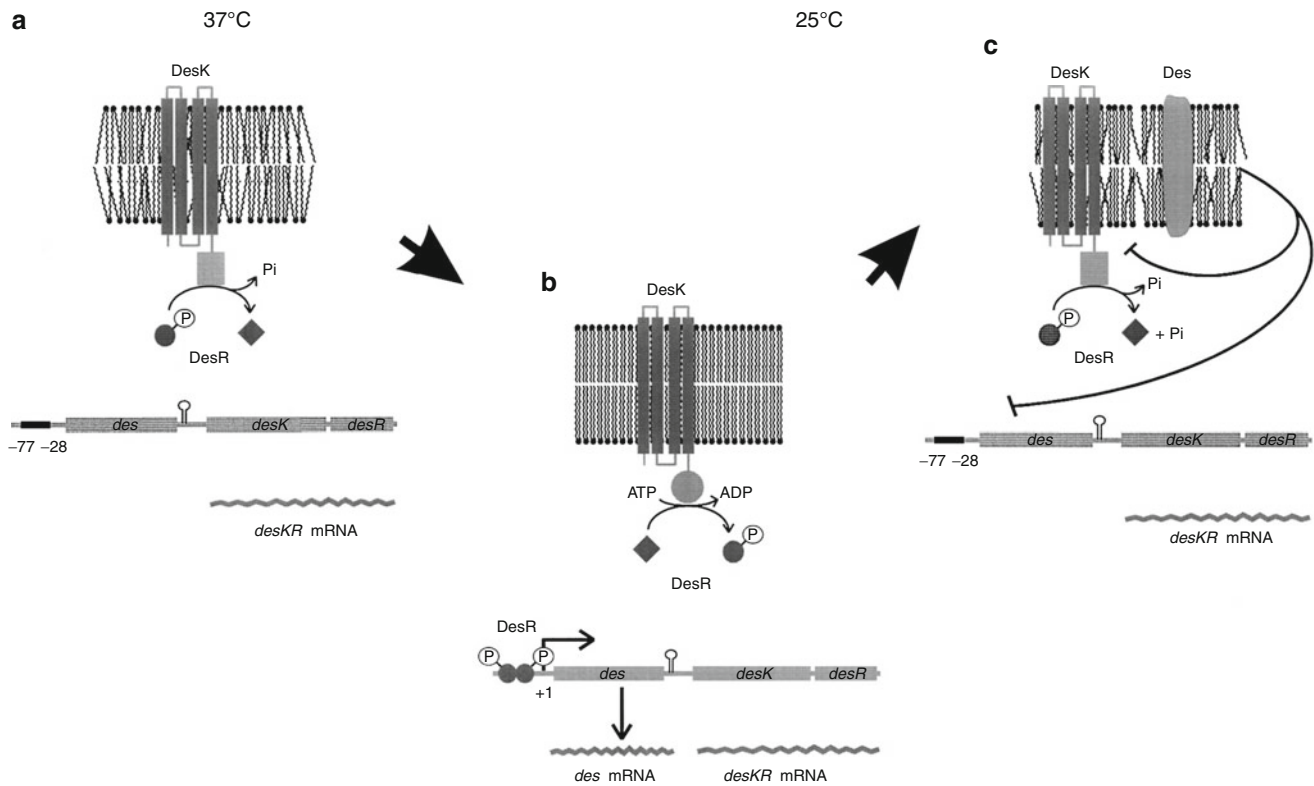 a
37°C
25°C
c
DesK
DesK
Des
Pi
P
DesR
b
DesK
Pi
P
+ Pi
DesR
des
desK
desR
–77 –28
desKR mRNA
ATP
ADP
P
DesR
des
desK
desR
–77 –28
desKR mRNA
DesR
P
P
+1
des
desK
desR
des mRNA
desKR mRNA